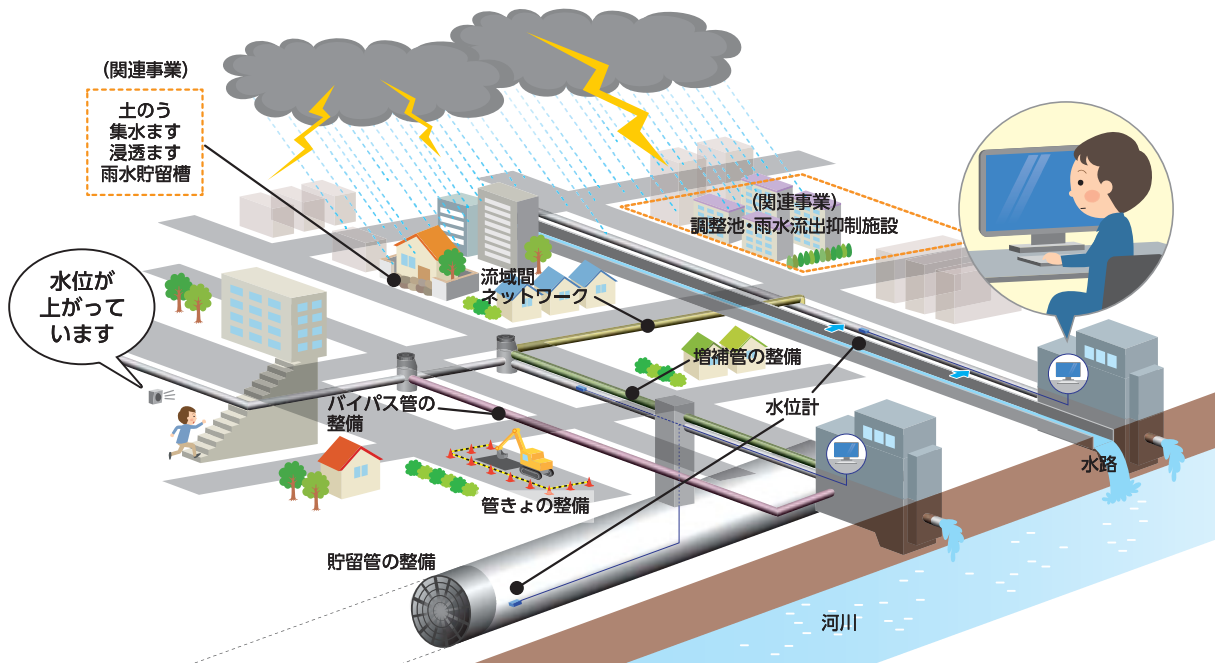 （関連事業）
土のう
集水ます
浸透ます
雨水貯留槽
（関連事業）
調整池・雨水流出抑制施設
水位が
上がって
います
流域間
ネットワーク
増補管の整備
バイパス管の
整備
水位計
水路
管きょの整備
貯留管の整備
河川